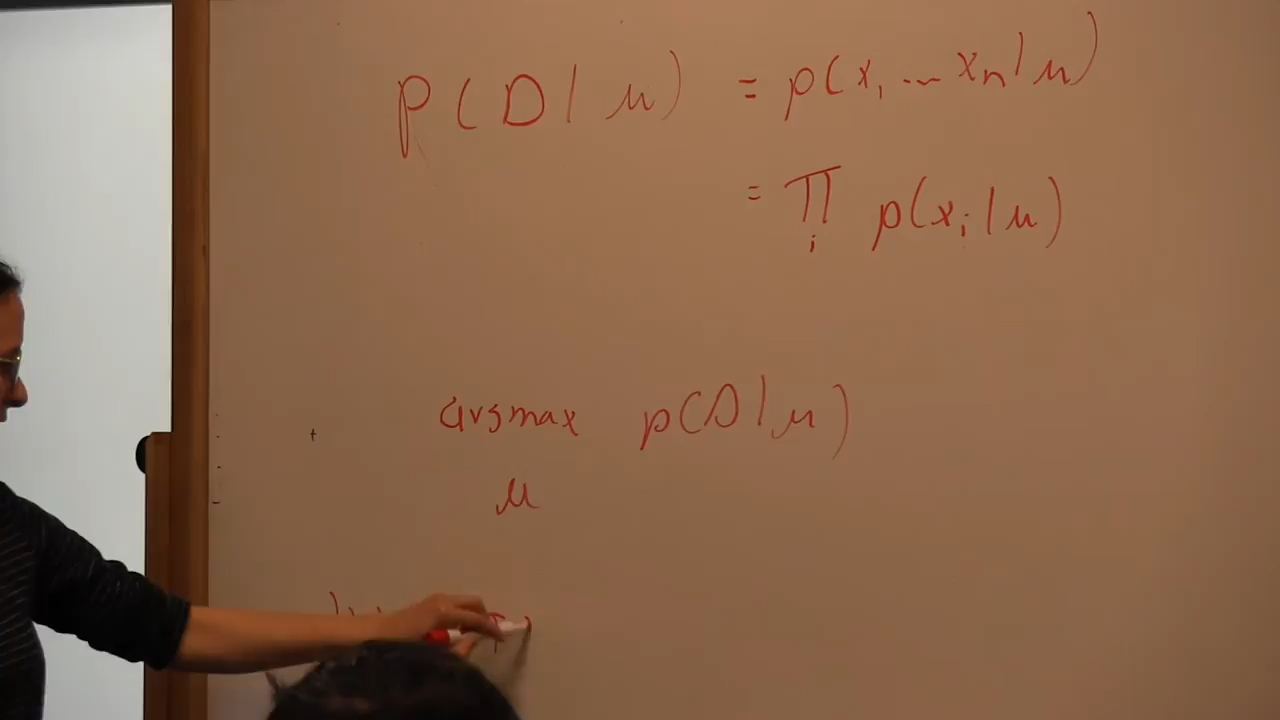 p(D|μ) = p(x₁ ... xₙ|μ)
= ∏ᵢ p(xᵢ|μ)
argmax p(D|μ)
μ